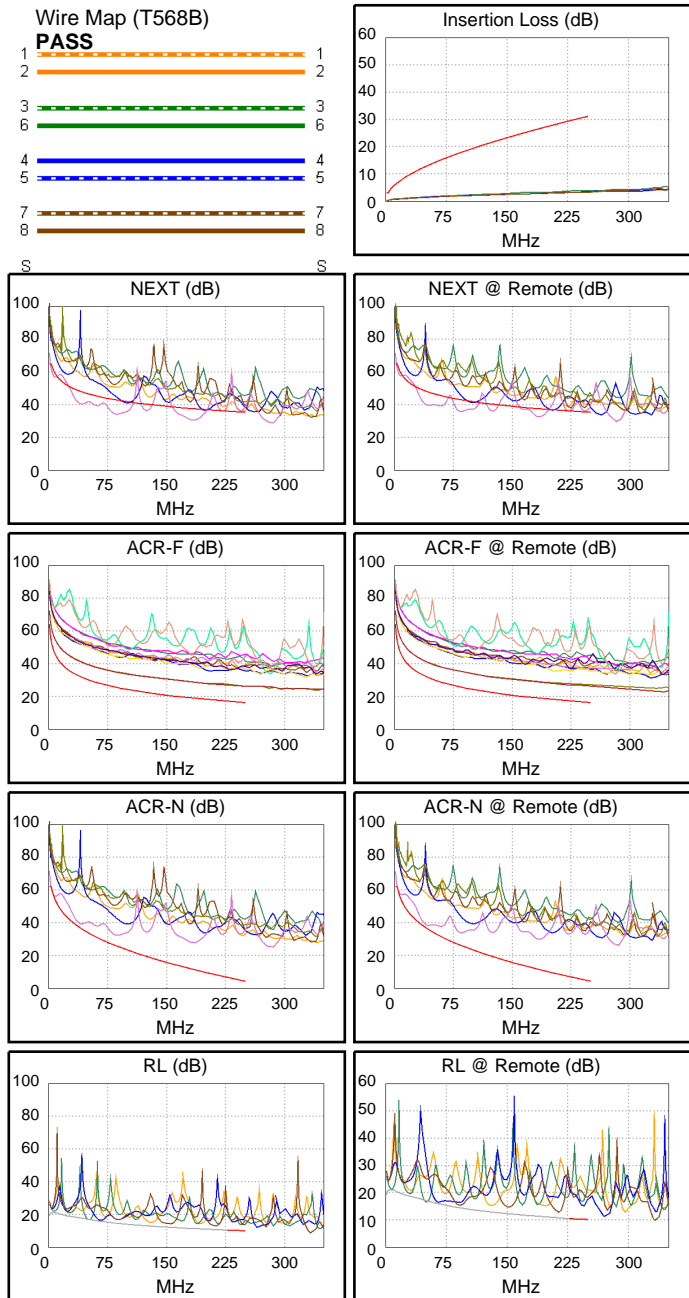 Wire Map (T568B)
PASS
1 1
2 2
3 3
6 6
4 4
5 5
7 7
8 8
S S
Insertion Loss (dB)
60
50
40
30
20
10
0
0 75 150 225 300
MHz
NEXT (dB)
100
80
60
40
20
0
0 75 150 225 300
MHz
NEXT @ Remote (dB)
100
80
60
40
20
0
0 75 150 225 300
MHz
ACR-F (dB)
100
80
60
40
20
0
0 75 150 225 300
MHz
ACR-F @ Remote (dB)
100
80
60
40
20
0
0 75 150 225 300
MHz
ACR-N (dB)
100
80
60
40
20
0
0 75 150 225 300
MHz
ACR-N @ Remote (dB)
100
80
60
40
20
0
0 75 150 225 300
MHz
RL (dB)
100
80
60
40
20
0
0 75 150 225 300
MHz
RL @ Remote (dB)
60
50
40
30
20
10
0
0 75 150 225 300
MHz